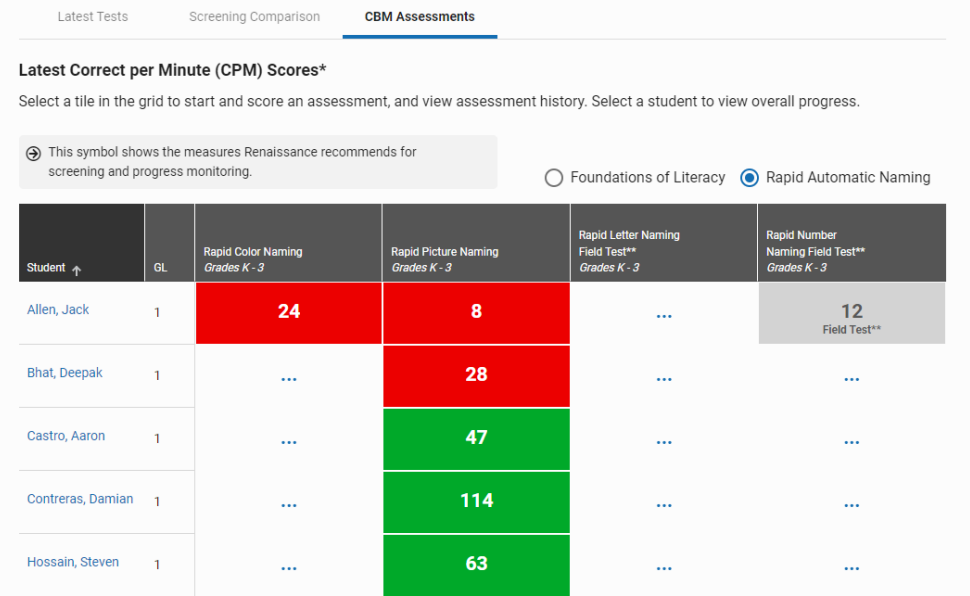 Latest Tests Screening Comparison CBM Assessments
Latest Correct per Minute (CPM) Scores*
Select a tile in the grid to start and score an assessment, and view assessment history. Select a student to view overall progress.
This symbol shows the measures Renaissance recommends for
screening and progress monitoring.
Foundations of Literacy Rapid Automatic Naming
Student GL
Rapid Color Naming
Grades K - 3
Rapid Picture Naming
Grades K - 3
Rapid Letter Naming
Field Test**
Grades K - 3
Rapid Number
Naming Field Test**
Grades K - 3
Allen, Jack 1 24 8 ... 12
Field Test**
Bhat, Deepak 1 ... 28 ... ...
Castro, Aaron 1 ... 47 ... ...
Contreras, Damian 1 ... 114 ... ...
Hossain, Steven 1 ... 63 ... ...